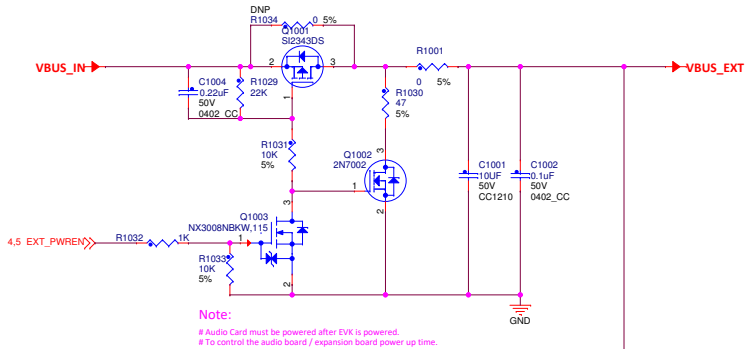 DNP
R1034 0 5%
Q1001
SI2343DS
2 3
1
VBUS_IN
C1004
0.22uF
50V
0402_CC
R1029
22K
R1001
0 5%
VBUS_EXT
R1030
47
5%
R1031
10K
5%
Q1002
2N7002
3
1
2
C1001
10UF
50V
CC1210
C1002
0.1uF
50V
0402_CC
Q1003
NX3008NBKW,115
3
1
2
4,5 EXT_PWREN
R1032 1K
R1033
10K
5%
GND
Note:
# Audio Card must be powered after EVK is powered.
# To control the audio board / expansion board power up time.